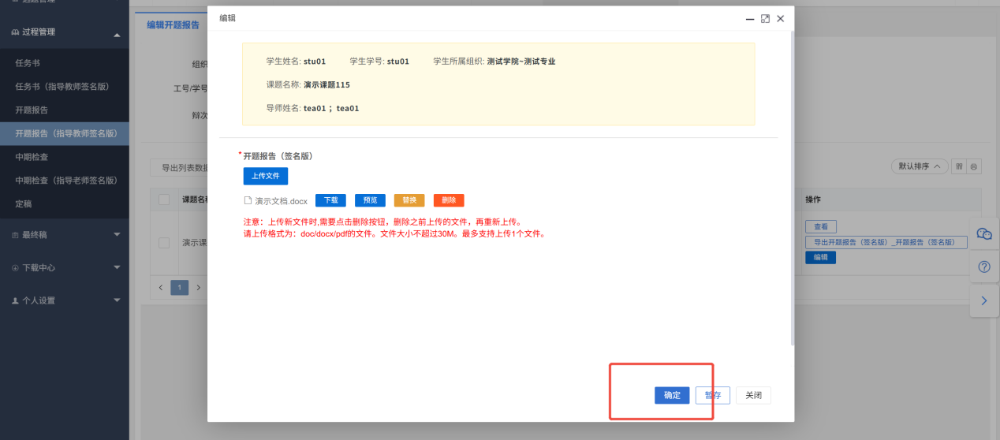 过程管理
任务书
任务书（指导教师签名版）
开题报告
开题报告（指导教师签名版）
中期检查
中期检查（指导老师签名版）
定稿
最终稿
下载中心
个人设置
编辑开题报告
组织
工号/学号
辩次
导出列表数据
默认排序
课题名称
操作
演示课
查看
导出开题报告（签名版）_开题报告（签名版）
编辑
1
编辑
学生姓名: stu01 学生学号: stu01 学生所属组织: 测试学院~测试专业
课题名称: 演示课题115
导师姓名: tea01 ；tea01
*开题报告（签名版）
上传文件
演示文档.docx 下载 预览 替换 删除
注意：上传新文件时,需要点击删除按钮，删除之前上传的文件，再重新上传。
请上传格式为：doc/docx/pdf的文件。文件大小不超过30M。最多支持上传1个文件。
确定 暂存 关闭